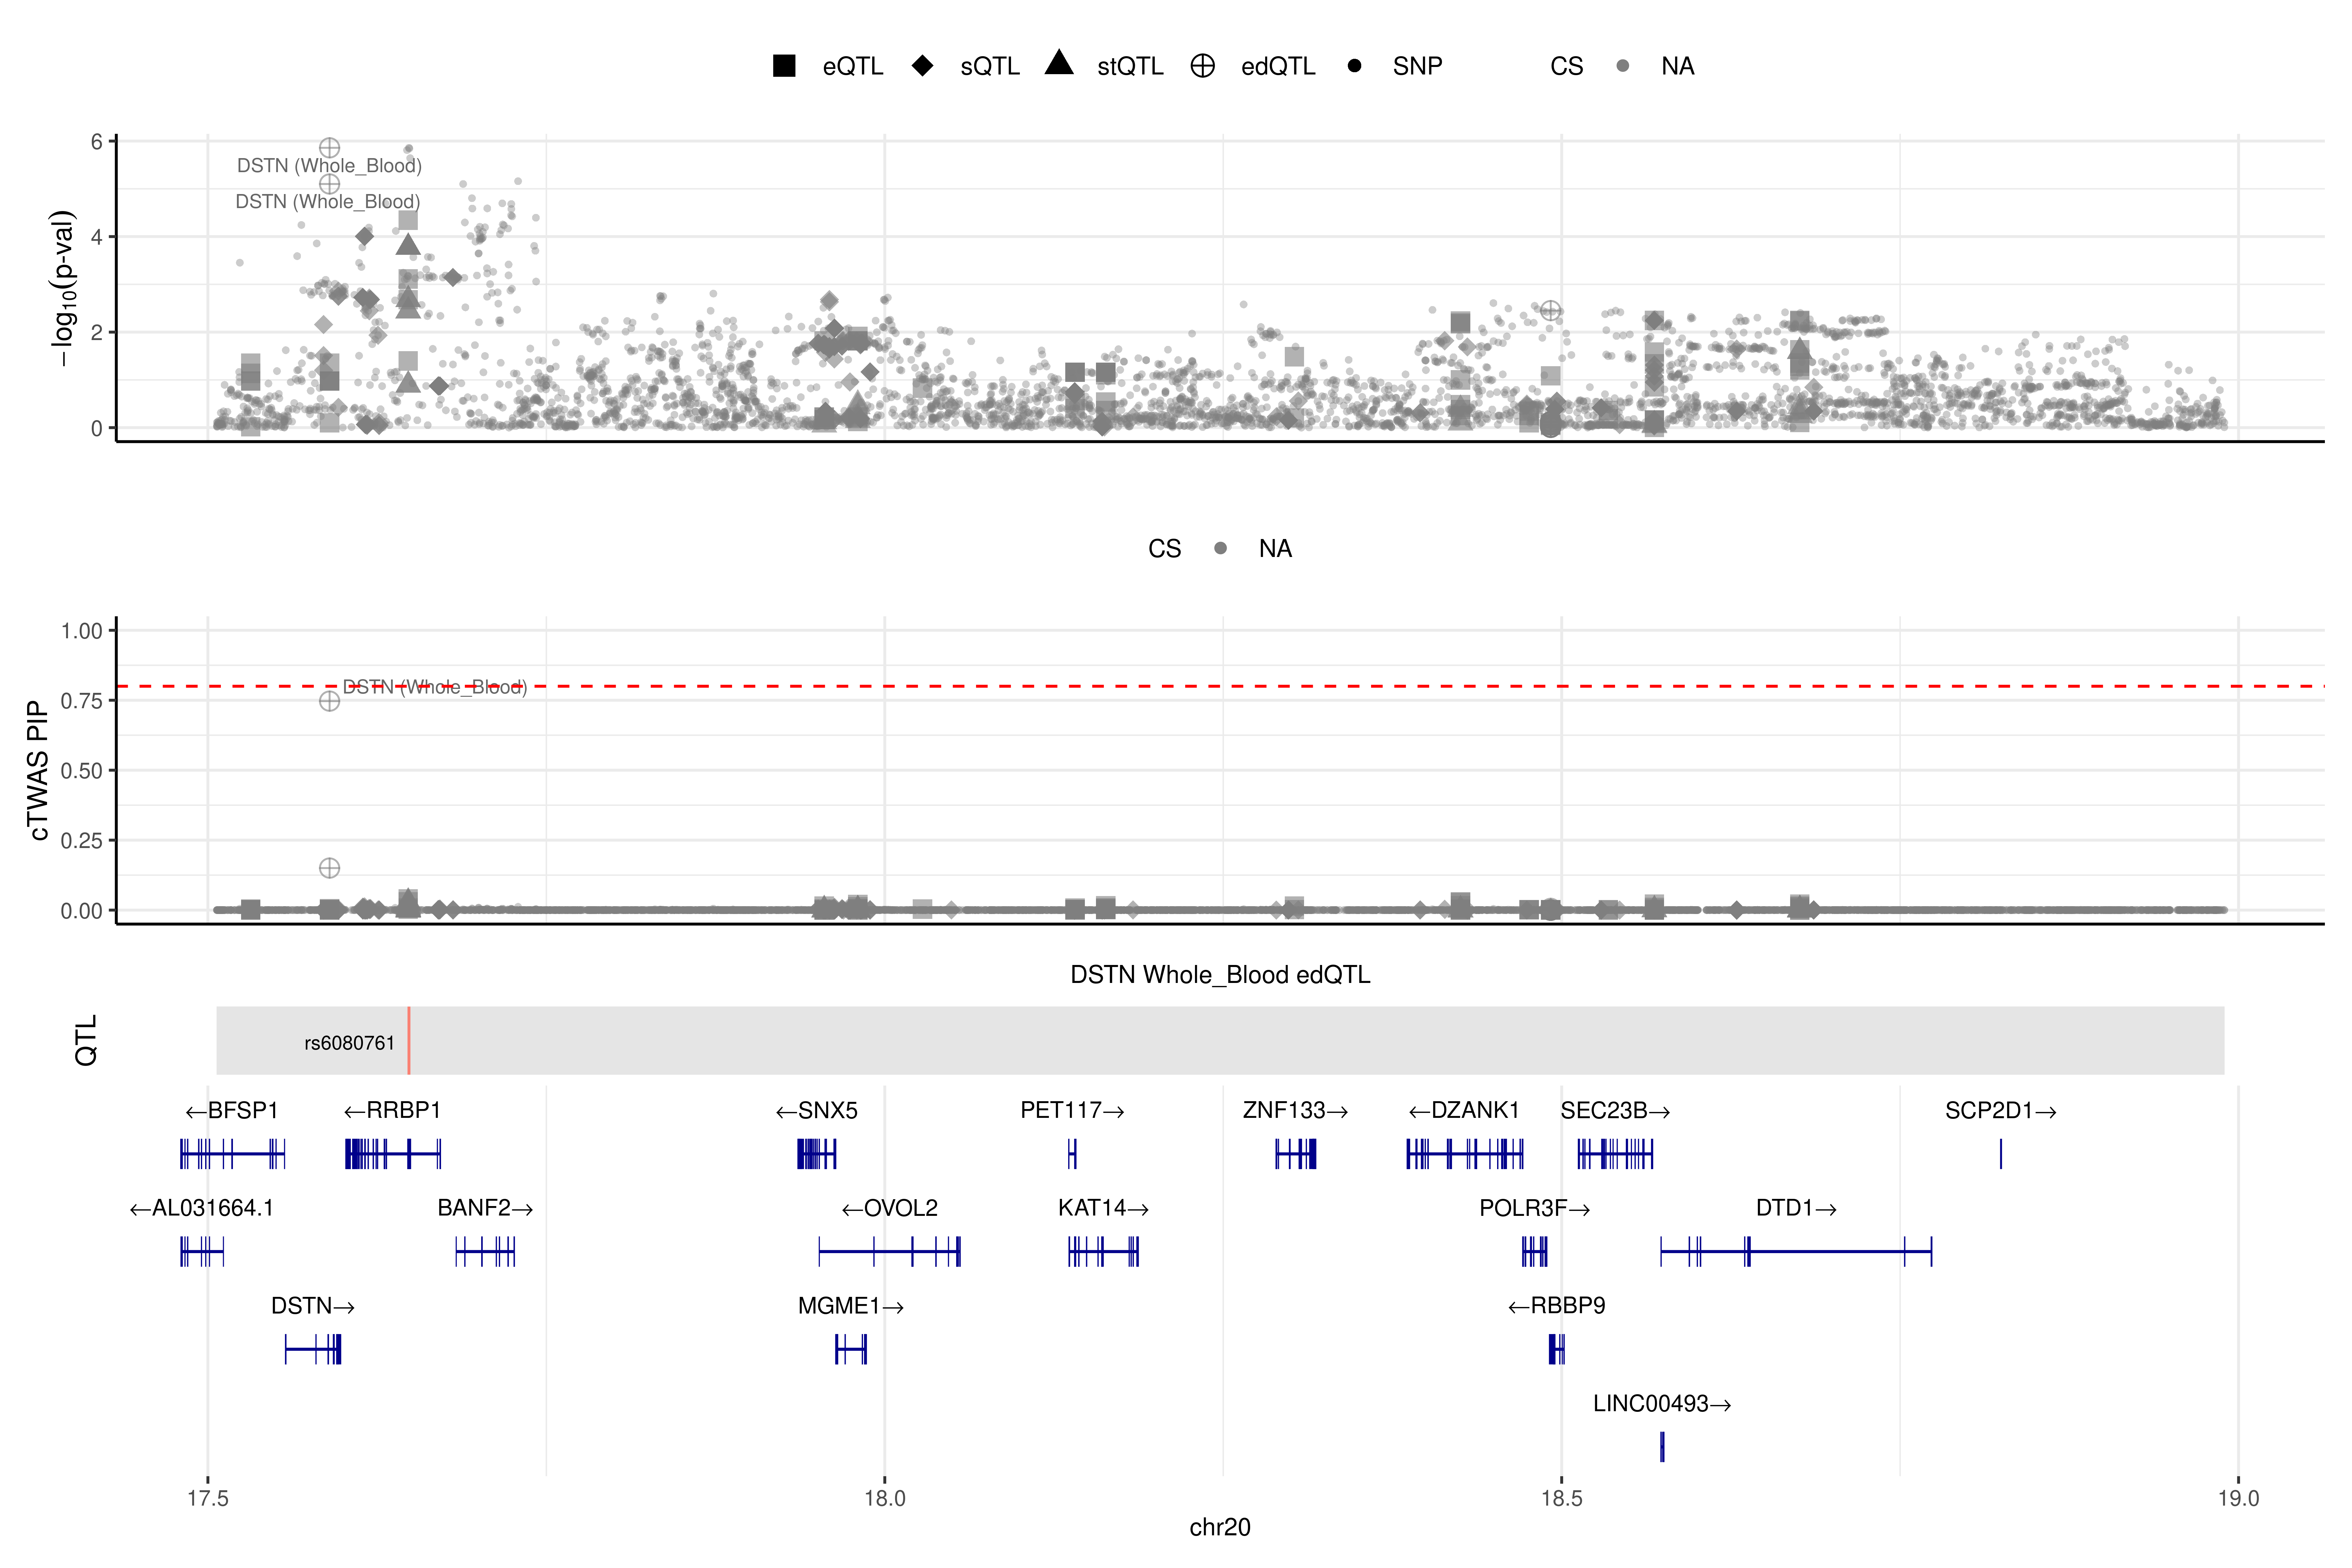 eQTL sQTL stQTL edQTL SNP CS NA
6
4
2
0
−log10(p-val)
DSTN (Whole_Blood)
DSTN (Whole_Blood)
CS NA
1.00
0.75
0.50
0.25
0.00
cTWAS PIP
DSTN (Whole_Blood)
DSTN Whole_Blood edQTL
QTL
rs6080761
←BFSP1 ←RRBP1 ←SNX5 PET117→ ZNF133→ ←DZANK1 SEC23B→ SCP2D1→
←AL031664.1 BANF2→ ←OVOL2 KAT14→ POLR3F→ DTD1→
DSTN→ MGME1→ ←RBBP9
LINC00493→
17.5 18.0 18.5 19.0
chr20